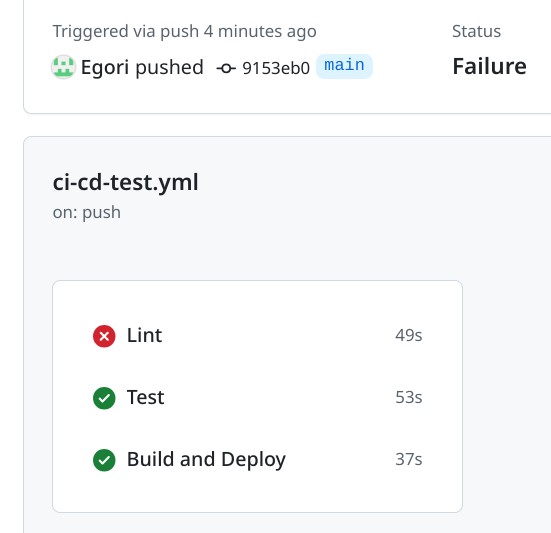 Triggered via push 4 minutes ago
Status
Egori pushed 9153eb0 main
Failure
ci-cd-test.yml
on: push
Lint 49s
Test 53s
Build and Deploy 37s